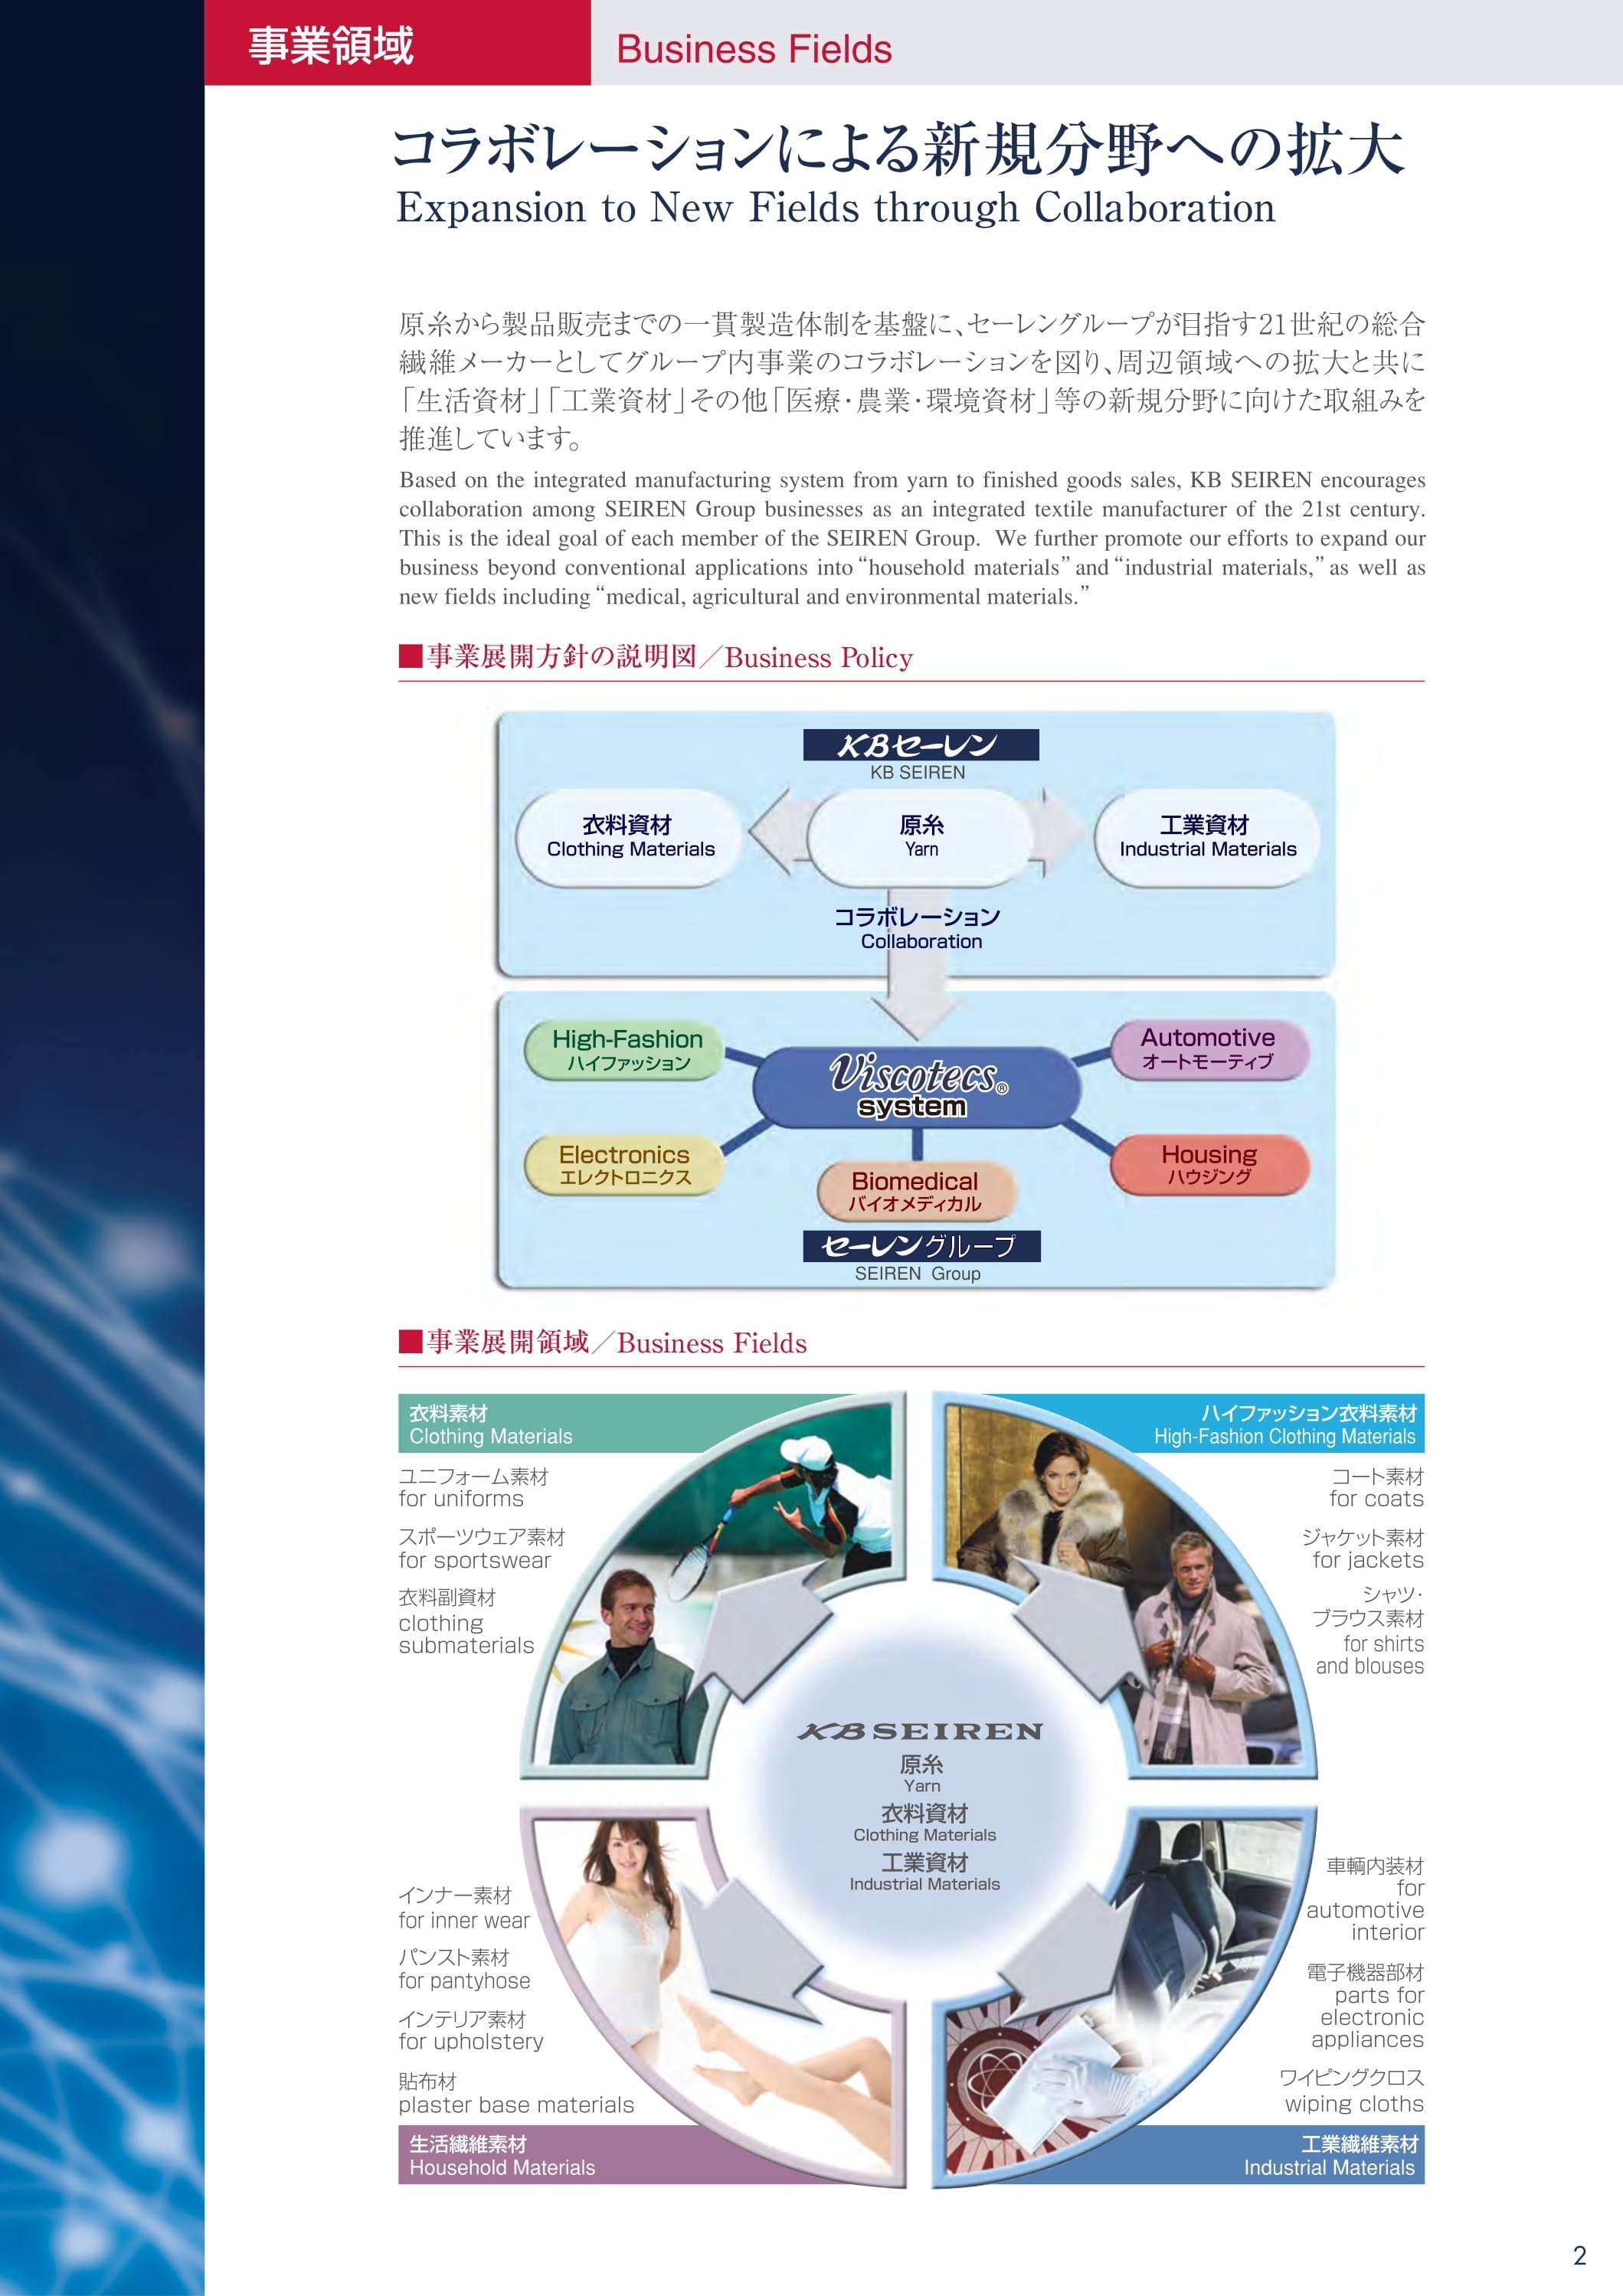 事業領域
Business Fields
コラボレーションによる新規分野への拡大
Expansion to New Fields through Collaboration
原糸から製品販売までの一貫製造体制を基盤に、セーレングループが目指す21世紀の総合
繊維メーカーとしてグループ内事業のコラボレーションを図り、周辺領域への拡大と共に
「生活資材」「工業資材」その他「医療・農業・環境資材」等の新規分野に向けた取組みを
推進しています。
Based on the integrated manufacturing system from yarn to finished goods sales, KB SEIREN encourages
collaboration among SEIREN Group businesses as an integrated textile manufacturer of the 21st century.
This is the ideal goal of each member of the SEIREN Group. We further promote our efforts to expand our
business beyond conventional applications into “household materials” and “industrial materials,” as well as
new fields including “medical, agricultural and environmental materials.”
■事業展開方針の説明図／Business Policy
KBセーレン
KB SEIREN
衣料資材
Clothing Materials
原糸
Yarn
工業資材
Industrial Materials
コラボレーション
Collaboration
High-Fashion
ハイファッション
Viscotecs®
system
Automotive
オートモーティブ
Electronics
エレクトロニクス
Biomedical
バイオメディカル
Housing
ハウジング
セーレングループ
SEIREN Group
■事業展開領域／Business Fields
衣料素材
Clothing Materials
ユニフォーム素材
for uniforms
スポーツウェア素材
for sportswear
衣料副資材
clothing
submaterials
ハイファッション衣料素材
High-Fashion Clothing Materials
コート素材
for coats
ジャケット素材
for jackets
シャツ・
ブラウス素材
for shirts
and blouses
KB SEIREN
原糸
Yarn
衣料資材
Clothing Materials
工業資材
Industrial Materials
インナー素材
for inner wear
パンスト素材
for pantyhose
インテリア素材
for upholstery
貼布材
plaster base materials
生活繊維素材
Household Materials
車輌内装材
for
automotive
interior
電子機器部材
parts for
electronic
appliances
ワイピングクロス
wiping cloths
工業繊維素材
Industrial Materials
2